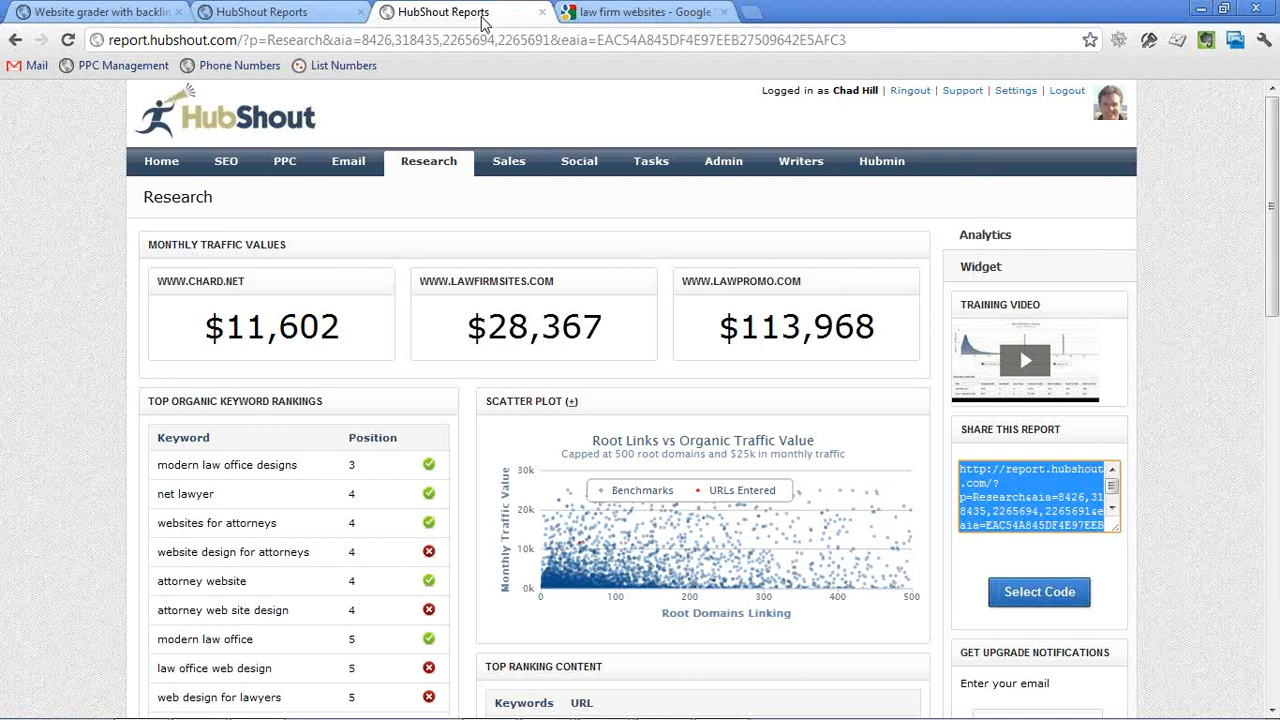 Website grader with backlin
HubShout Reports
HubShout Reports
law firm websites - Google
report.hubshout.com/?p=Research&aia=8426,318435,2265694,2265691&eaia=EAC54A845DF4E97EEB27509642E5AFC3
Mail
PPC Management
Phone Numbers
List Numbers
HubShout
Logged in as Chad Hill | Ringout | Support | Settings | Logout
Home
SEO
PPC
Email
Research
Sales
Social
Tasks
Admin
Writers
Hubmin
Research
Analytics
Widget
MONTHLY TRAFFIC VALUES
WWW.CHARD.NET
$11,602
WWW.LAWFIRMSITES.COM
$28,367
WWW.LAWPROMO.COM
$113,968
TOP ORGANIC KEYWORD RANKINGS
Keyword Position
modern law office designs 3
net lawyer 4
websites for attorneys 4
website design for attorneys 4
attorney website 4
attorney web site design 4
modern law office 5
law office web design 5
web design for lawyers 5
SCATTER PLOT (+)
Root Links vs Organic Traffic Value
Capped at 500 root domains and $25k in monthly traffic
Benchmarks
URLs Entered
Monthly Traffic Value
30k
20k
10k
0k
0
100
200
300
400
500
Root Domains Linking
TOP RANKING CONTENT
Keywords URL
TRAINING VIDEO
SHARE THIS REPORT
http://report.hubshout
.com/?
p=Research&aia=8426,31
8435,2265694,2265691&e
aia=EAC54A845DF4E97EEB
Select Code
GET UPGRADE NOTIFICATIONS
Enter your email